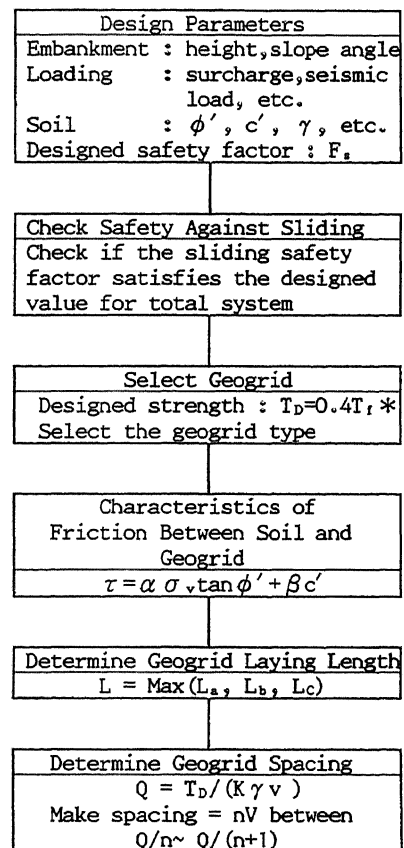 Design Parameters
Embankment : height,slope angle
Loading : surcharge,seismic
load, etc.
Soil : φ′, c′, γ, etc.
Designed safety factor : Fs
Check Safety Against Sliding
Check if the sliding safety
factor satisfies the designed
value for total system
Select Geogrid
Designed strength : TD=0.4Tf*
Select the geogrid type
Characteristics of
Friction Between Soil and
Geogrid
τ=α σv tanφ′+βc′
Determine Geogrid Laying Length
L = Max(La, Lb, Lc)
Determine Geogrid Spacing
Q = TD/(Kγv)
Make spacing = nV between
Q/n~ Q/(n+1)